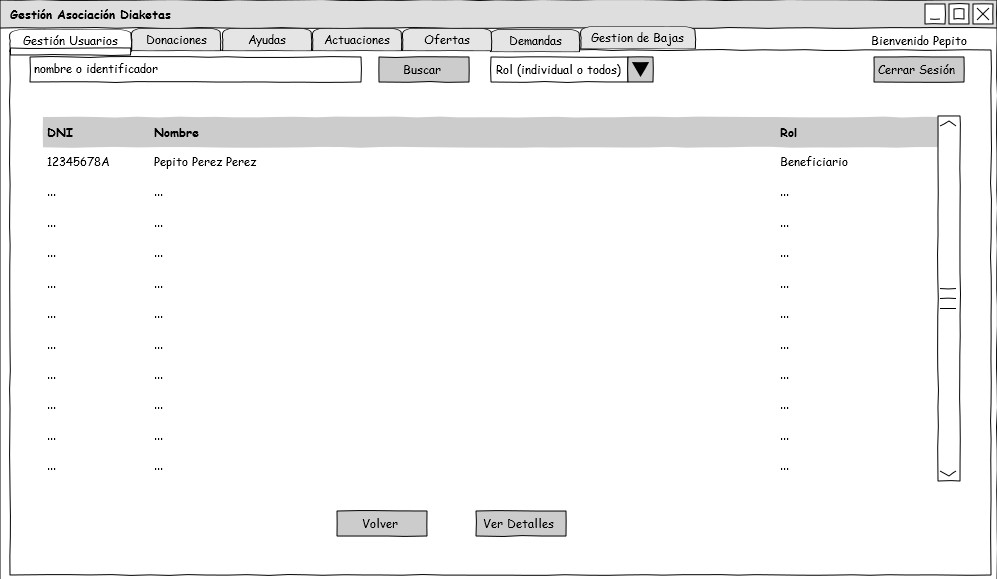 Gestión Asociación Diaketas
Gestión Usuarios Donaciones Ayudas Actuaciones Ofertas Demandas Gestion de Bajas Bienvenido Pepito
nombre o identificador Buscar Rol (individual o todos) Cerrar Sesión
DNI Nombre Rol
12345678A Pepito Perez Perez Beneficiario
... ... ...
... ... ...
... ... ...
... ... ...
... ... ...
... ... ...
... ... ...
... ... ...
... ... ...
... ... ...
Volver Ver Detalles